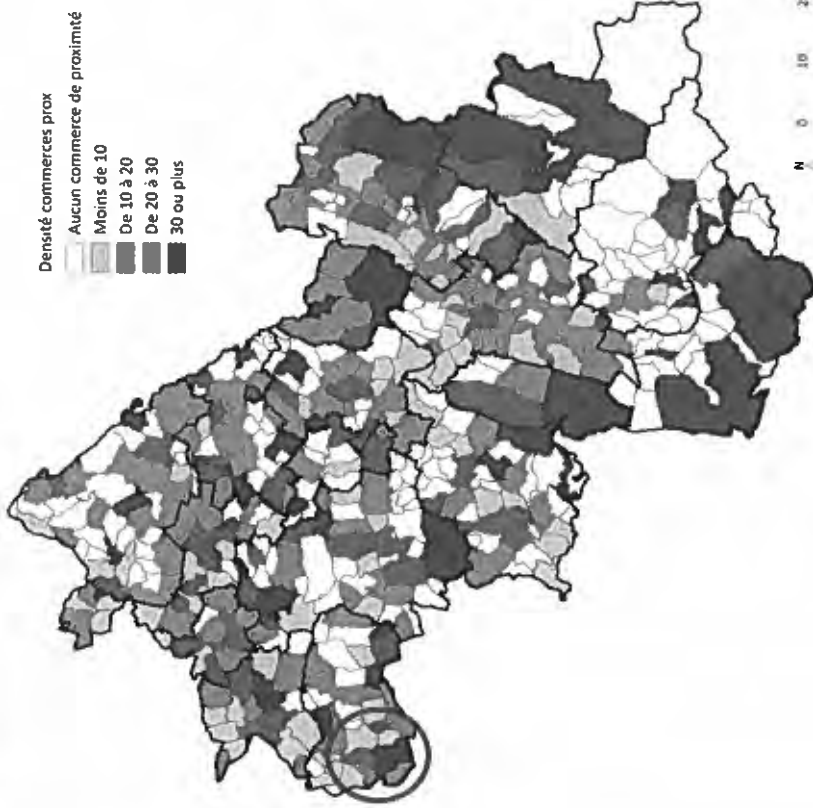 Densité commerces prox
Aucun commerce de proximité
Moins de 10
De 10 à 20
De 20 à 30
30 ou plus
N
0 10